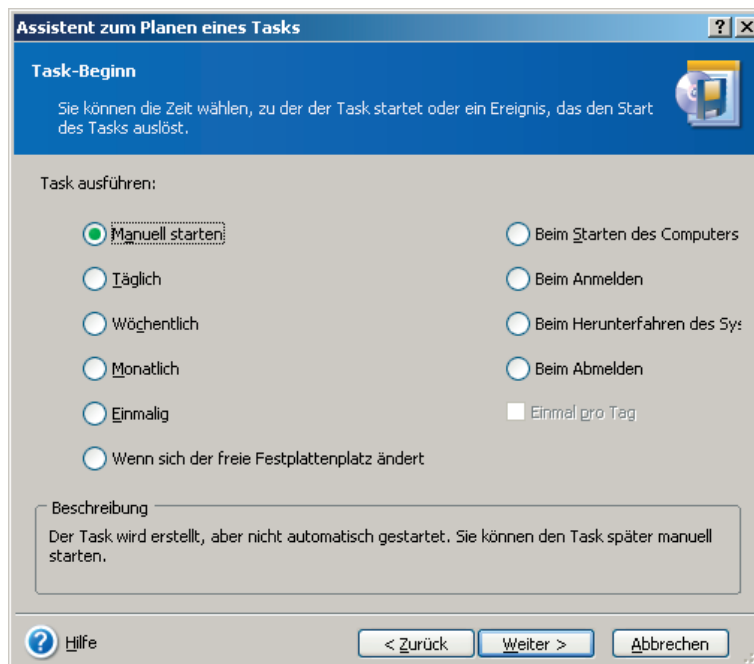 Assistent zum Planen eines Tasks
Task-Beginn
Sie können die Zeit wählen, zu der der Task startet oder ein Ereignis, das den Start
des Tasks auslöst.
Task ausführen:
Manuell starten
Täglich
Wöchentlich
Monatlich
Einmalig
Wenn sich der freie Festplattenplatz ändert
Beim Starten des Computers
Beim Anmelden
Beim Herunterfahren des Sys
Beim Abmelden
Einmal pro Tag
Beschreibung
Der Task wird erstellt, aber nicht automatisch gestartet. Sie können den Task später manuell
starten.
Hilfe
< Zurück
Weiter >
Abbrechen